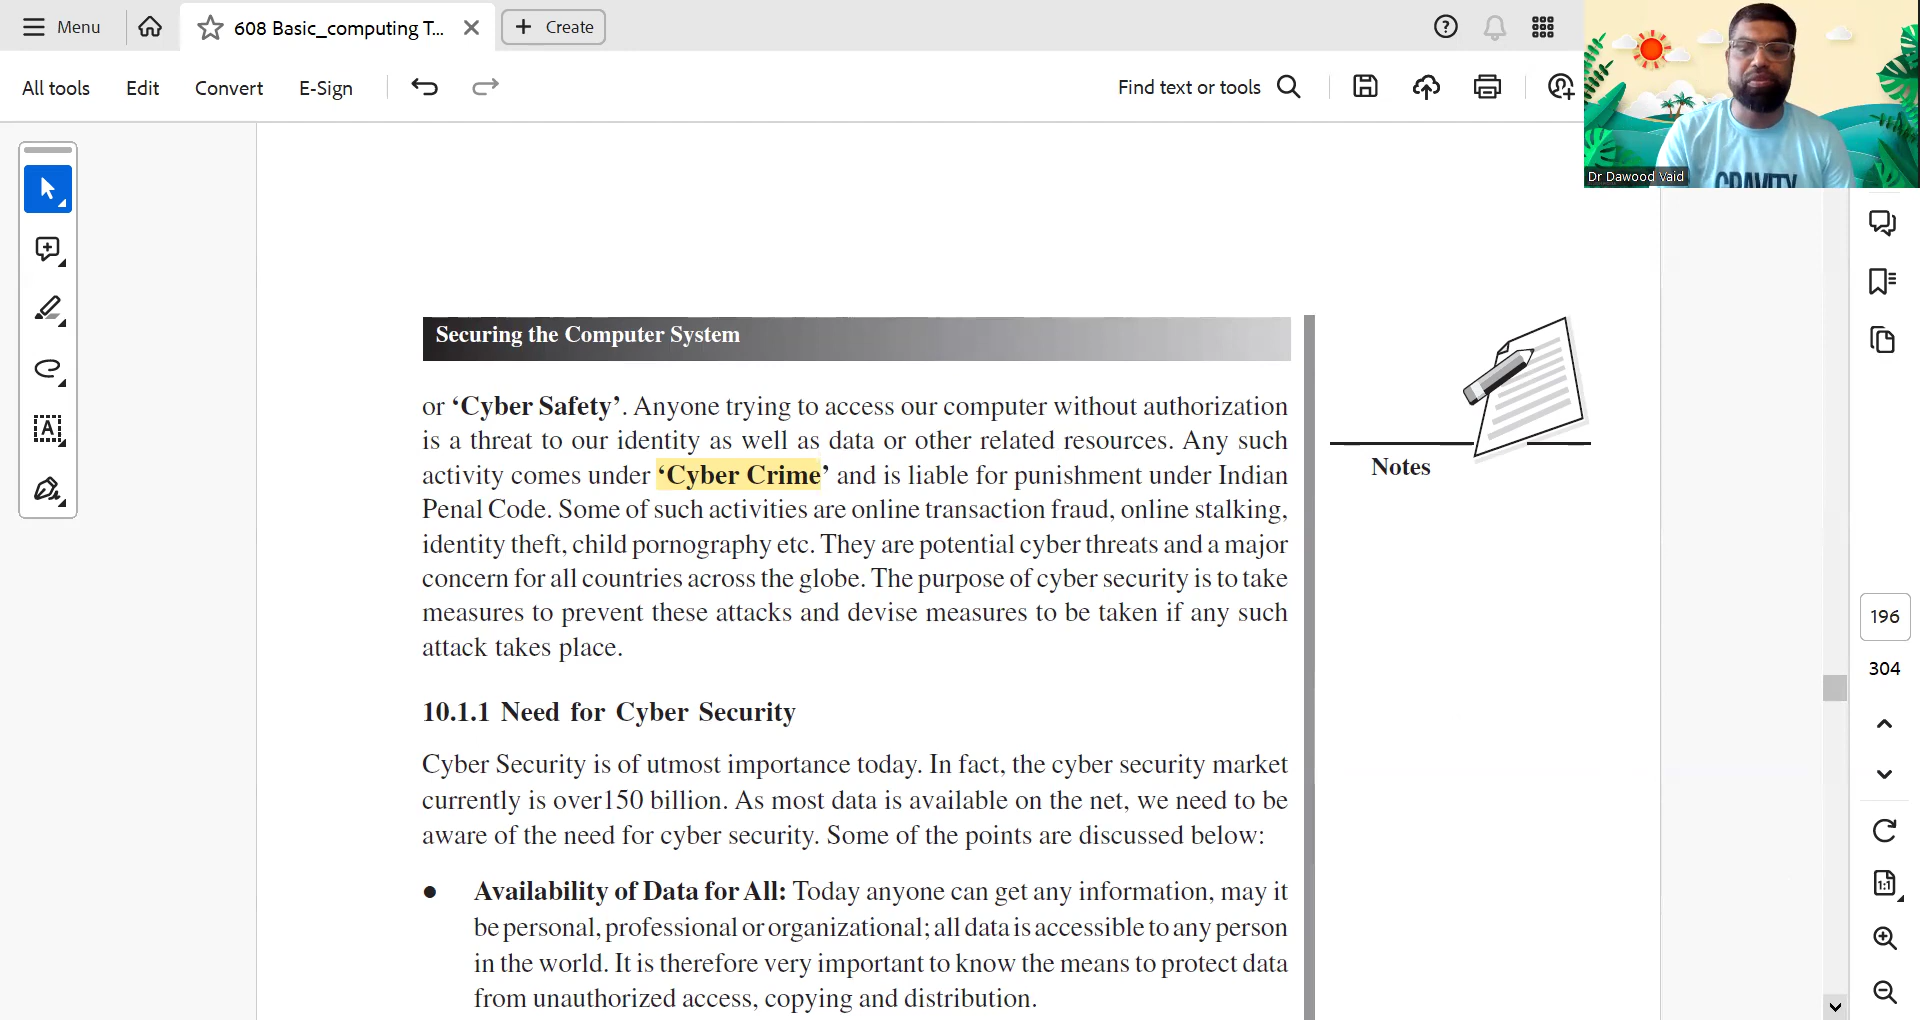 Menu
608 Basic_computing T...
Create
All tools
Edit
Convert
E-Sign
Find text or tools
Dr Dawood Vaid
GRAVITY
Securing the Computer System
or ‘Cyber Safety’. Anyone trying to access our computer without authorization
is a threat to our identity as well as data or other related resources. Any such
activity comes under ‘Cyber Crime’ and is liable for punishment under Indian
Penal Code. Some of such activities are online transaction fraud, online stalking,
identity theft, child pornography etc. They are potential cyber threats and a major
concern for all countries across the globe. The purpose of cyber security is to take
measures to prevent these attacks and devise measures to be taken if any such
attack takes place.
Notes
10.1.1 Need for Cyber Security
Cyber Security is of utmost importance today. In fact, the cyber security market
currently is over150 billion. As most data is available on the net, we need to be
aware of the need for cyber security. Some of the points are discussed below:
● Availability of Data for All: Today anyone can get any information, may it
be personal, professional or organizational; all data is accessible to any person
in the world. It is therefore very important to know the means to protect data
from unauthorized access, copying and distribution.
196
304
1:1